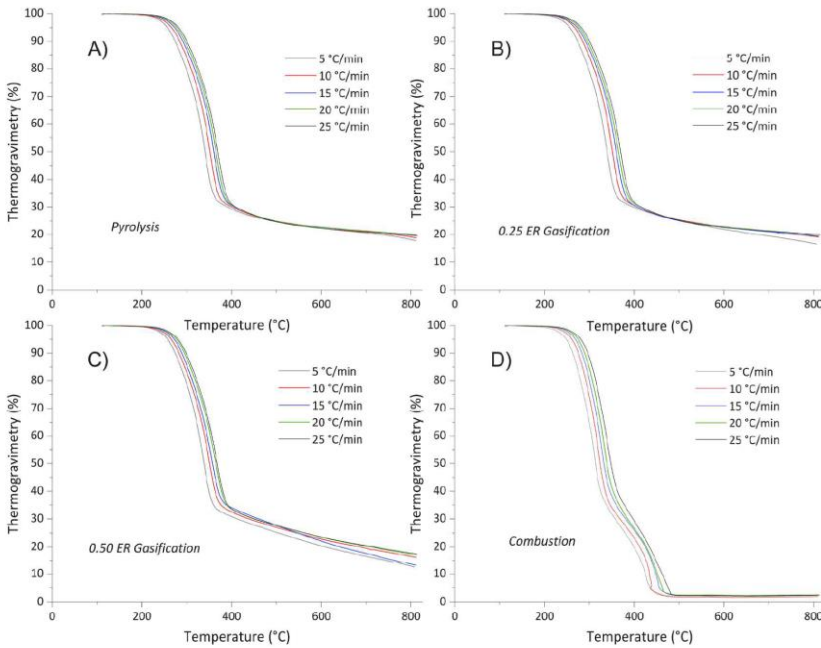 A)
Thermogravimetry (%)
100
90
80
70
60
50
40
30
20
10
0
5 °C/min
10 °C/min
15 °C/min
20 °C/min
25 °C/min
Pyrolysis
0
200
400
600
800
Temperature (°C)
B)
Thermogravimetry (%)
100
90
80
70
60
50
40
30
20
10
0
5 °C/min
10 °C/min
15 °C/min
20 °C/min
25 °C/min
0.25 ER Gasification
0
200
400
600
800
Temperature (°C)
C)
Thermogravimetry (%)
100
90
80
70
60
50
40
30
20
10
0
5 °C/min
10 °C/min
15 °C/min
20 °C/min
25 °C/min
0.50 ER Gasification
0
200
400
600
800
Temperature (°C)
D)
Thermogravimetry (%)
100
90
80
70
60
50
40
30
20
10
0
5 °C/min
10 °C/min
15 °C/min
20 °C/min
25 °C/min
Combustion
0
200
400
600
800
Temperature (°C)